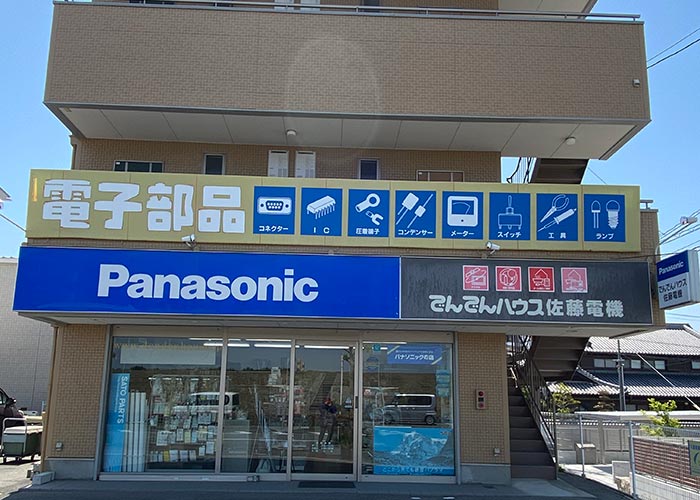 電子部品
コネクター
IC
圧着端子
コンデンサー
メーター
スイッチ
工具
ランプ
Panasonic
でんでんハウス佐藤電機
Panasonic
でんでんハウス
佐藤電機
パナソニックの店
SATO PARTS